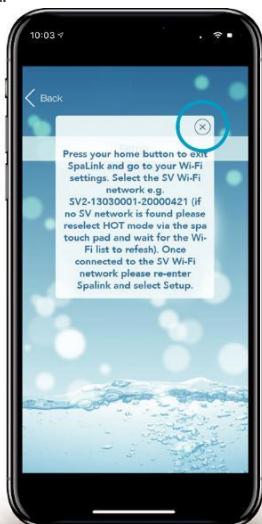 10:03
Back
Press your home button to exit
SpaLink and go to your Wi-Fi
settings. Select the SV Wi-Fi
network e.g.
SV2-13030001-20000421 (if
no SV network is found please
reselect HOT mode via the spa
touch pad and wait for the Wi-
Fi list to refesh). Once
connected to the SV Wi-Fi
network please re-enter
Spalink and select Setup.